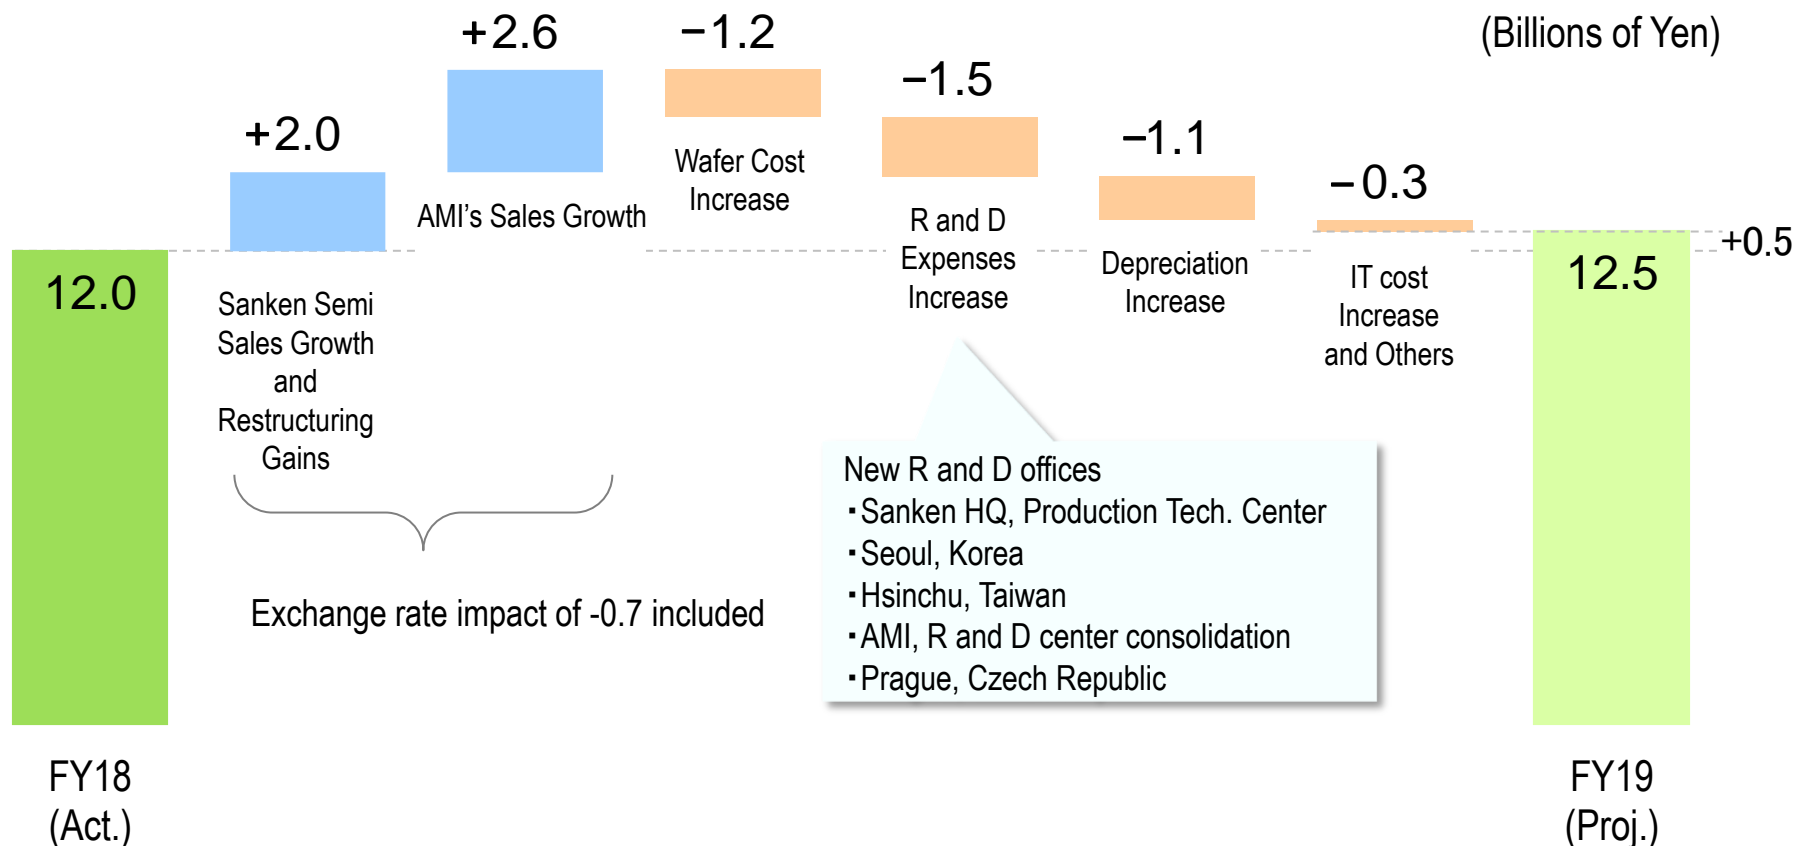 (Billions of Yen)
+2.0
+2.6
−1.2
−1.5
−1.1
−0.3
+0.5
12.0
12.5
Sanken Semi
Sales Growth
and
Restructuring
Gains
AMI’s Sales Growth
Wafer Cost
Increase
R and D
Expenses
Increase
Depreciation
Increase
IT cost
Increase
and Others
Exchange rate impact of -0.7 included
New R and D offices
▪Sanken HQ, Production Tech. Center
▪Seoul, Korea
▪Hsinchu, Taiwan
▪AMI, R and D center consolidation
▪Prague, Czech Republic
FY18
(Act.)
FY19
(Proj.)